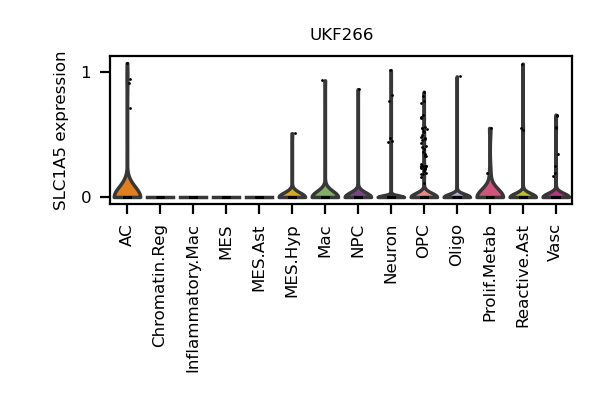 UKF266
SLC1A5 expression
1
0
AC
Chromatin.Reg
Inflammatory.Mac
MES
MES.Ast
MES.Hyp
Mac
NPC
Neuron
OPC
Oligo
Prolif.Metab
Reactive.Ast
Vasc